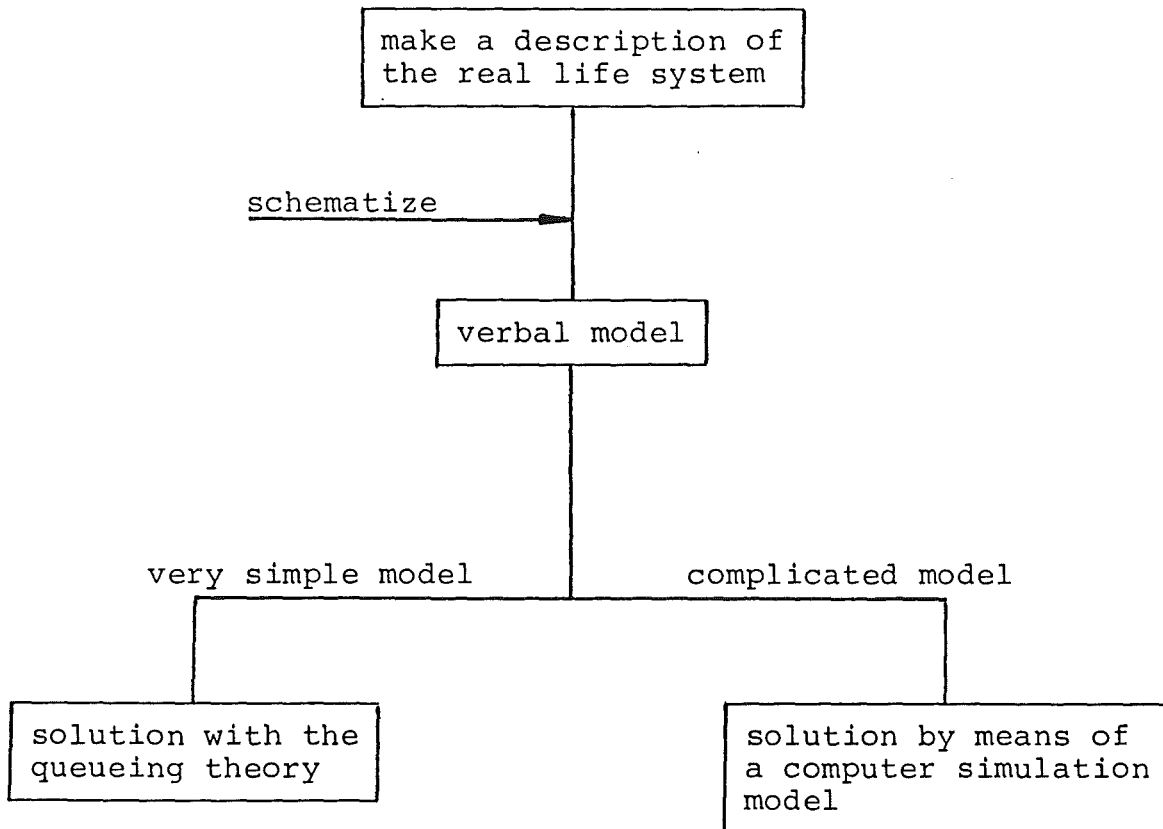 make a description of
the real life system
schematize
verbal model
very simple model
complicated model
solution with the
queueing theory
solution by means of
a computer simulation
model